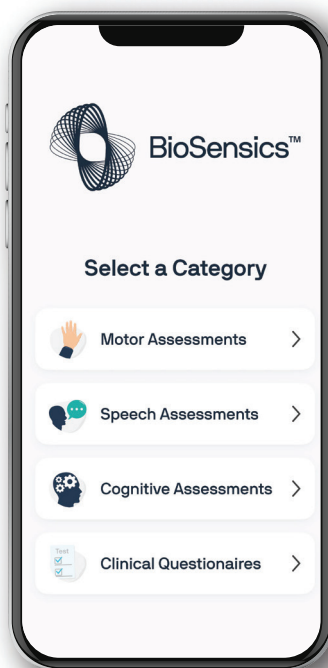 BioSensics™
Select a Category
Motor Assessments
Speech Assessments
Cognitive Assessments
Test
Clinical Questionaires